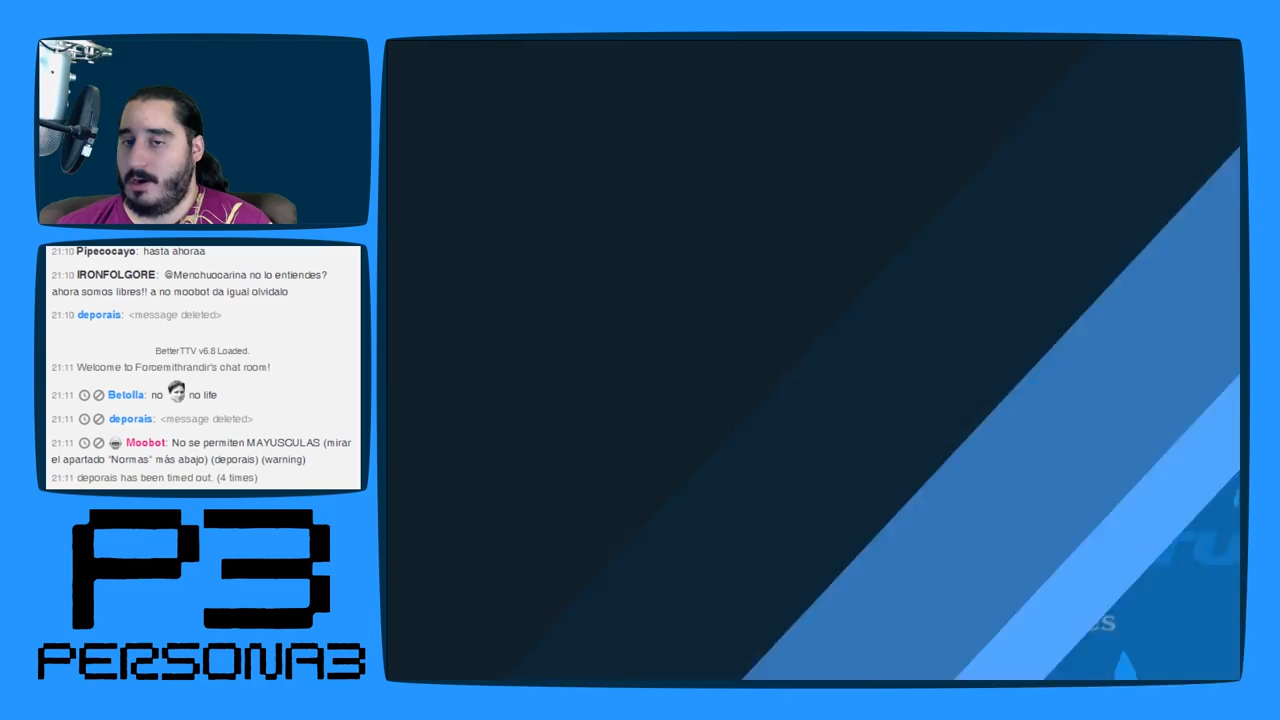 21:10 Pipecocayo: hasta ahoraa
21:10 IRONFOLGORE: @Menchuocarina no lo entiendes?
ahora somos libres!! a no moobot da igual olvidalo
21:10 deporais: <message deleted>
BetterTTV v6.8 Loaded.
21:11 Welcome to Forcemithrandir's chat room!
21:11 Betolla: no no life
21:11 deporais: <message deleted>
21:11 Moobot: No se permiten MAYUSCULAS (mirar
el apartado "Normas" más abajo) (deporais) (warning)
21:11 deporais has been timed out. (4 times)
P3
PERSONA3
es